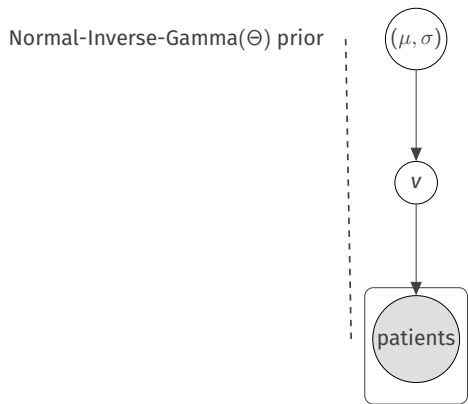 Normal-Inverse-Gamma(Θ) prior
(μ, σ)
v
patients